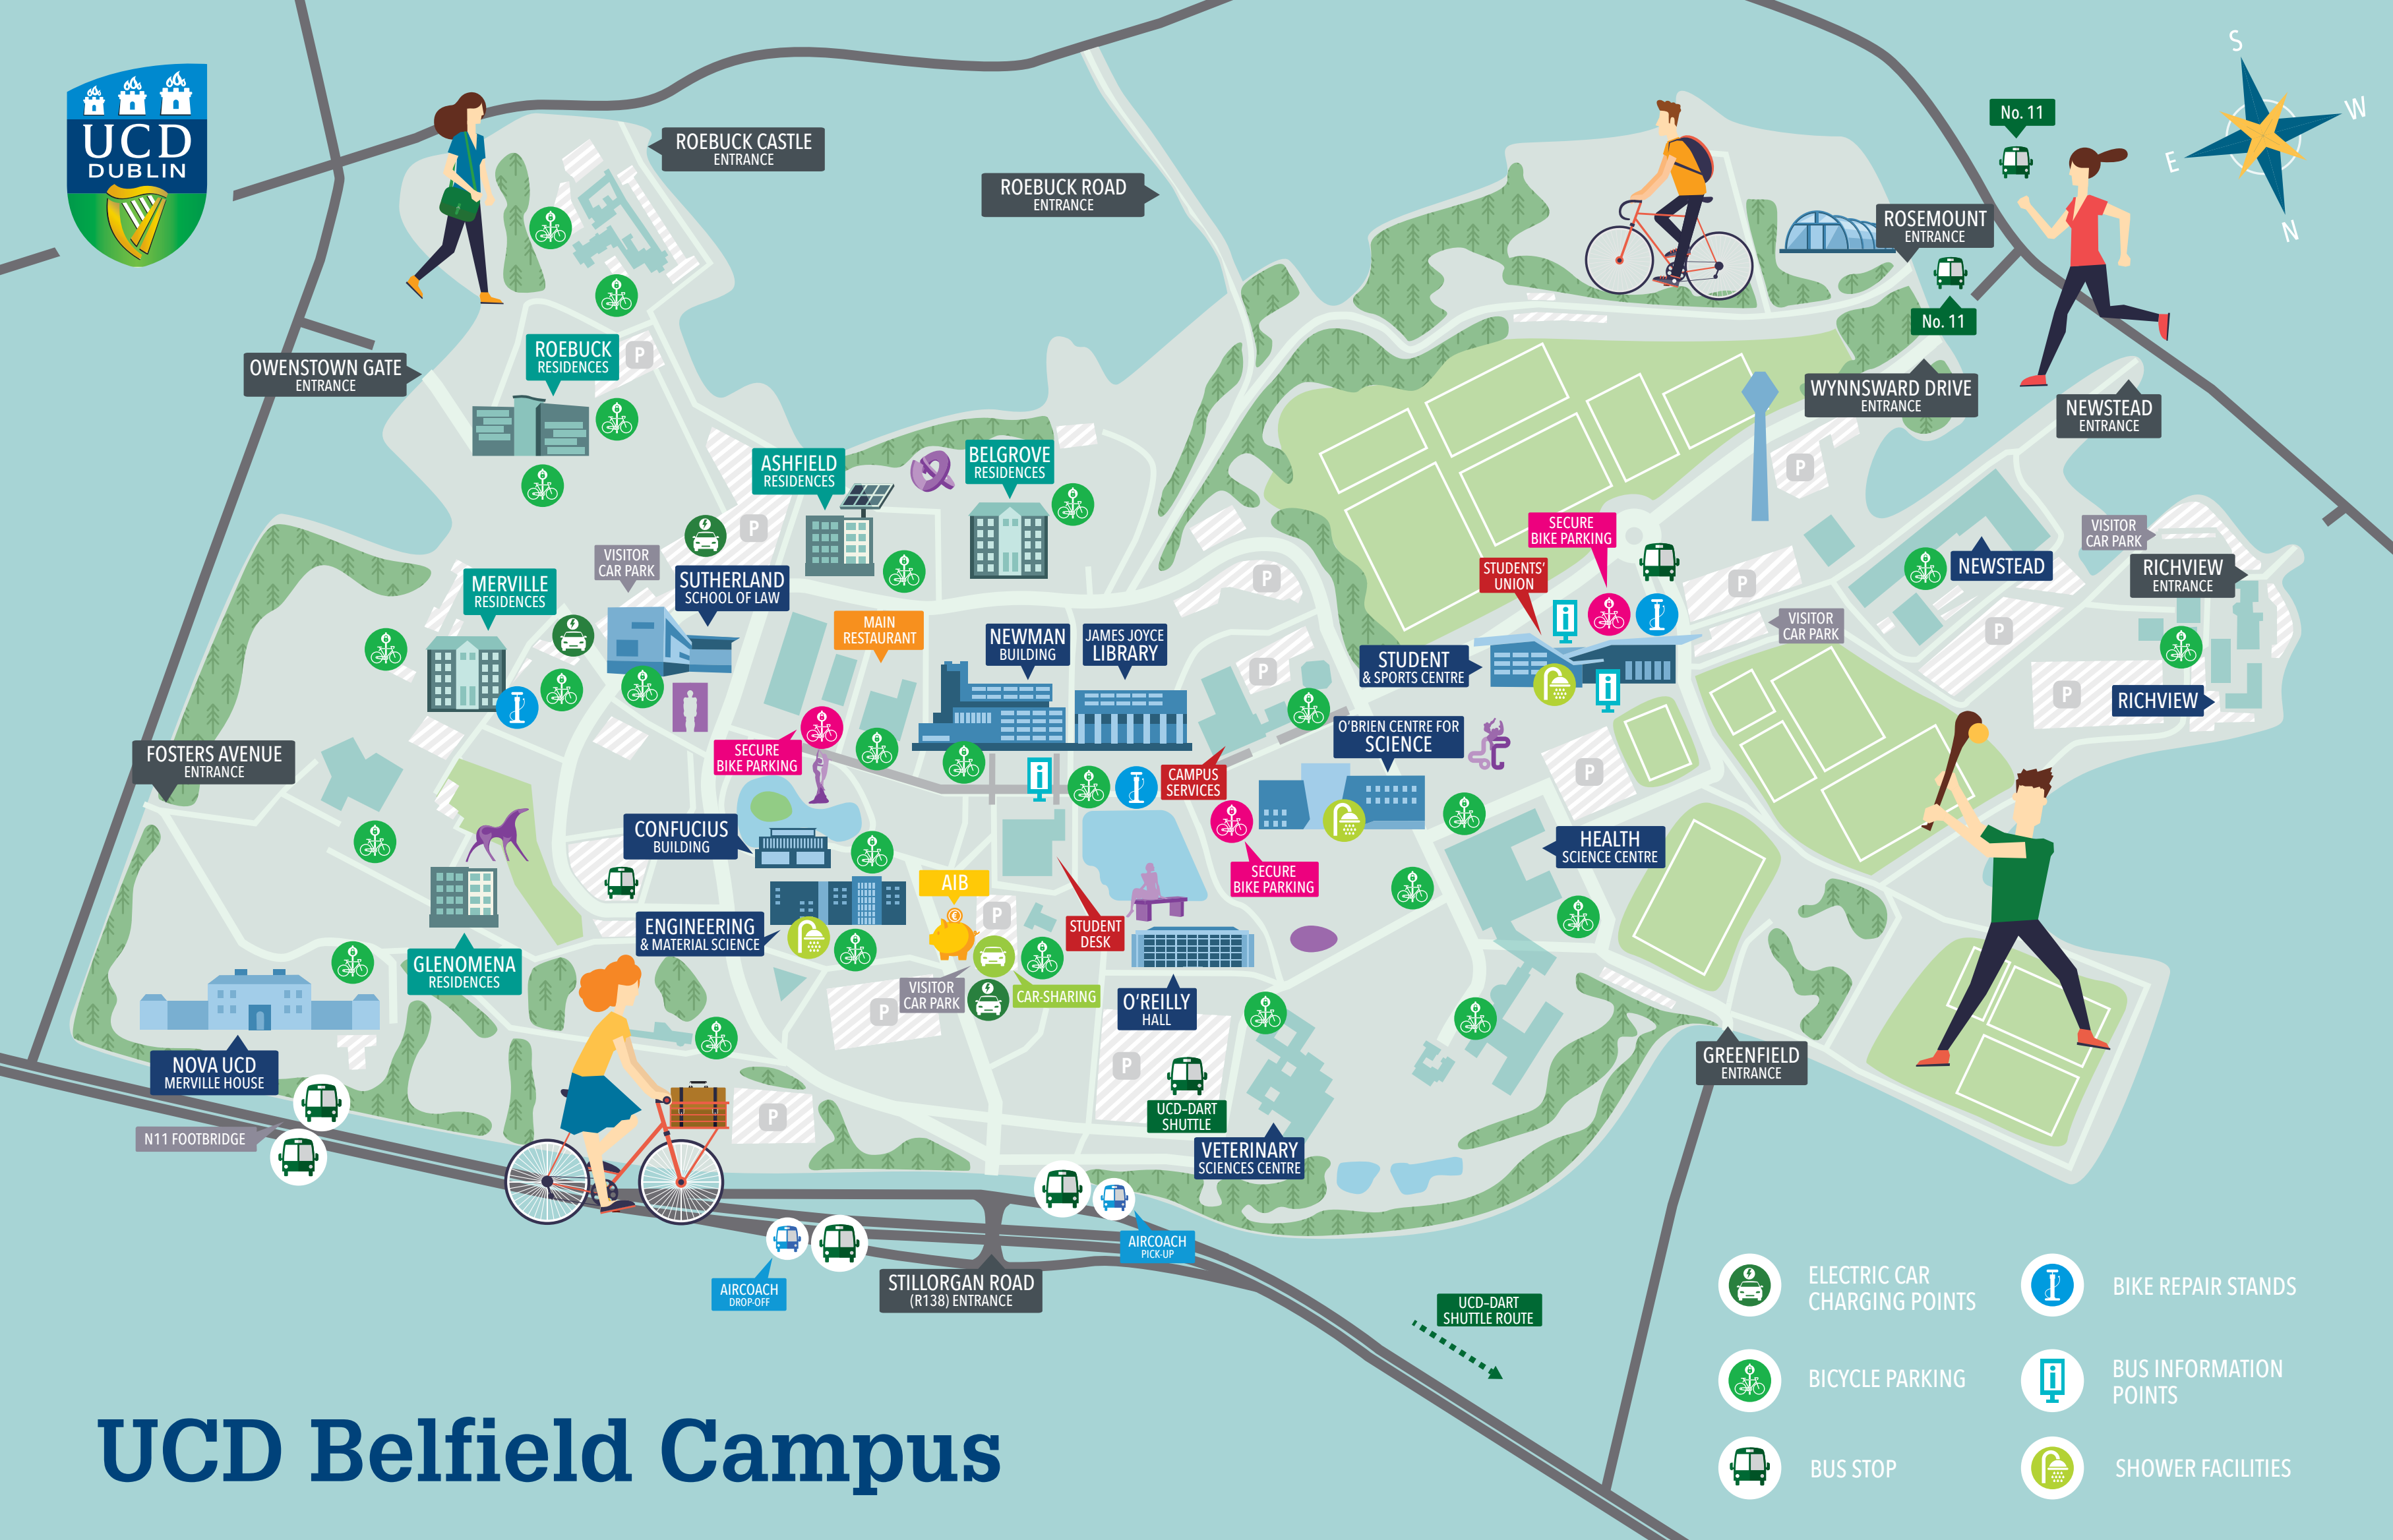 UCD
DUBLIN
S
W
E
N
No. 11
ROEBUCK CASTLE
ENTRANCE
ROEBUCK ROAD
ENTRANCE
ROSEMOUNT
ENTRANCE
No. 11
OWENSTOWN GATE
ENTRANCE
ROEBUCK
RESIDENCES
P
WYNNSWARD DRIVE
ENTRANCE
NEWSTEAD
ENTRANCE
ASHFIELD
RESIDENCES
BELGROVE
RESIDENCES
P
P
SECURE
BIKE PARKING
VISITOR
CAR PARK
VISITOR
CAR PARK
SUTHERLAND
SCHOOL OF LAW
MERVILLE
RESIDENCES
P
STUDENTS'
UNION
P
NEWSTEAD
RICHVIEW
ENTRANCE
MAIN
RESTAURANT
NEWMAN
BUILDING
JAMES JOYCE
LIBRARY
P
STUDENT
& SPORTS CENTRE
i
i
VISITOR
CAR PARK
P
P
RICHVIEW
FOSTERS AVENUE
ENTRANCE
SECURE
BIKE PARKING
i
CAMPUS
SERVICES
O'BRIEN CENTRE FOR
SCIENCE
P
CONFUCIUS
BUILDING
HEALTH
SCIENCE CENTRE
SECURE
BIKE PARKING
AIB
P
ENGINEERING
& MATERIAL SCIENCE
STUDENT
DESK
GLENOMENA
RESIDENCES
VISITOR
CAR PARK
CAR-SHARING
P
O'REILLY
HALL
NOVA UCD
MERVILLE HOUSE
P
UCD-DART
SHUTTLE
GREENFIELD
ENTRANCE
N11 FOOTBRIDGE
P
VETERINARY
SCIENCES CENTRE
AIRCOACH
DROP-OFF
STILLORGAN ROAD
(R138) ENTRANCE
AIRCOACH
PICK-UP
UCD-DART
SHUTTLE ROUTE
ELECTRIC CAR
CHARGING POINTS
BIKE REPAIR STANDS
BICYCLE PARKING
i
BUS INFORMATION
POINTS
BUS STOP
SHOWER FACILITIES
UCD Belfield Campus